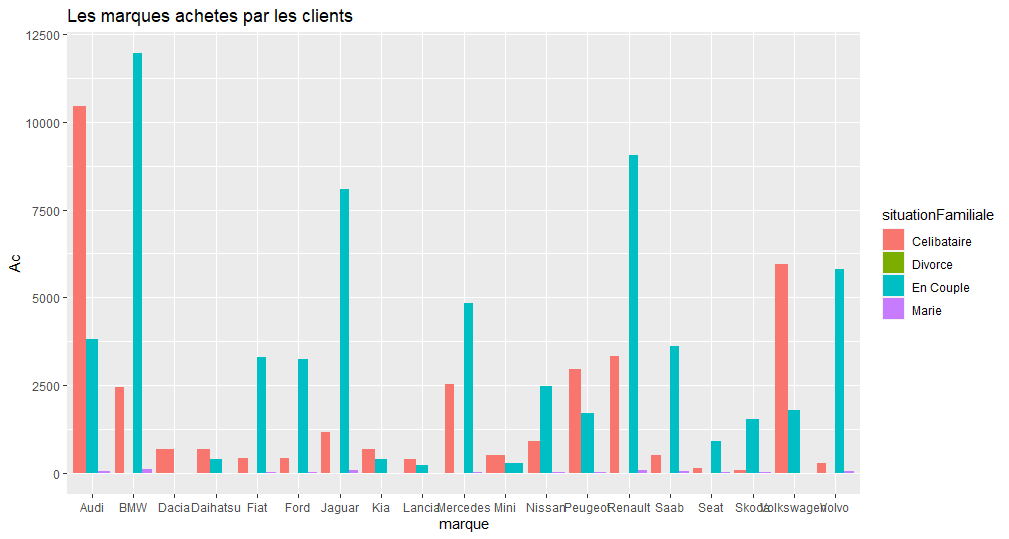 Les marques achetes par les clients
12500
10000
7500
5000
2500
0
Ac
Audi BMW Dacia Daihatsu Fiat Ford Jaguar Kia Lancia Mercedes Mini Nissan Peugeot Renault Saab Seat Skoda Volkswagen Volvo
marque
situationFamiliale
Celibataire
Divorce
En Couple
Marie